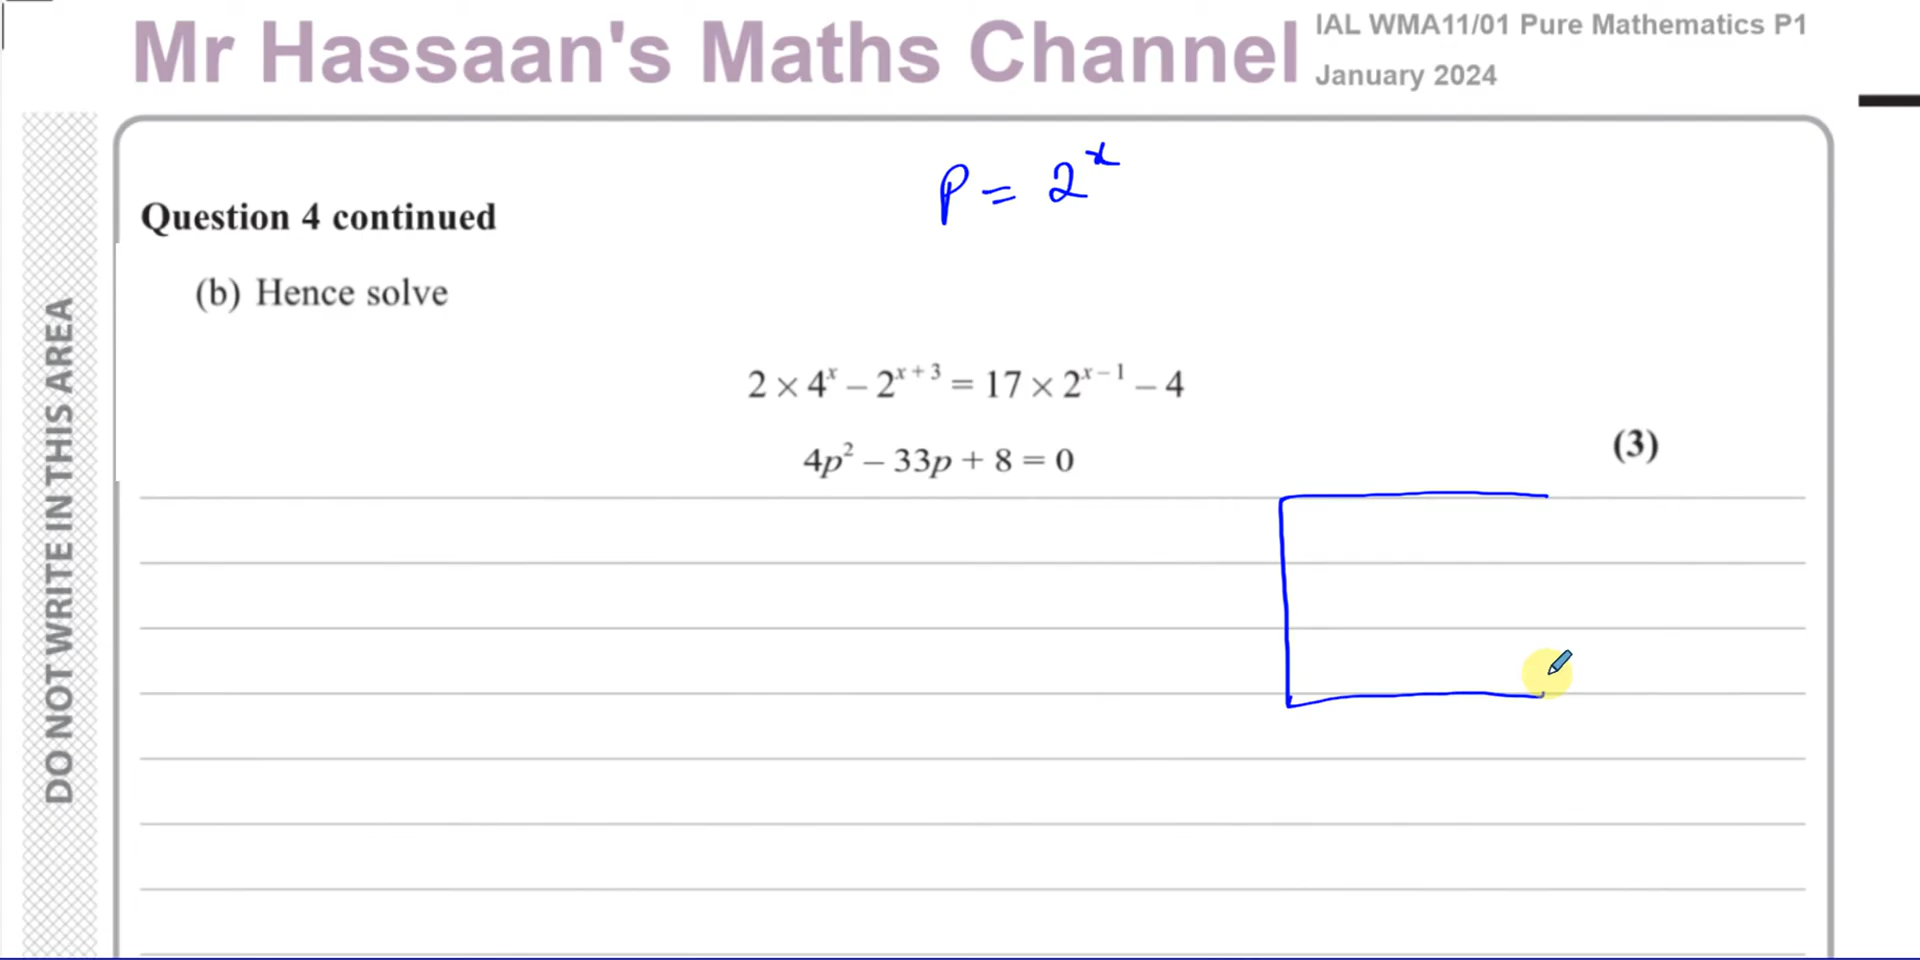 Mr Hassaan's Maths Channel
IAL WMA11/01 Pure Mathematics P1
January 2024
DO NOT WRITE IN THIS AREA
P = 2^x
Question 4 continued
(b) Hence solve
2 × 4^x – 2^(x + 3) = 17 × 2^(x – 1) – 4
4p² – 33p + 8 = 0
(3)